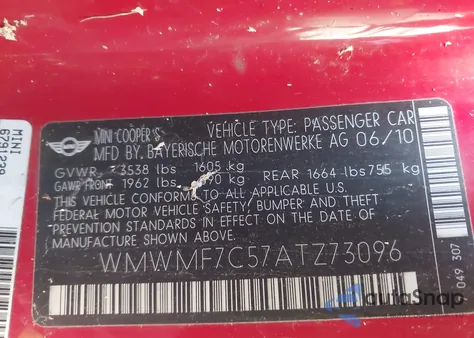 MINI COOPER'S
VEHICLE TYPE: PASSENGER CAR
MFD BY: BAYERISCHE MOTORENWERKE AG 06/10
GVWR 3538 lbs 1605 kg
GAWR FRONT 1962 lbs kg REAR 1664 lbs 755 kg
THIS VEHICLE CONFORMS TO ALL APPLICABLE U.S.
FEDERAL MOTOR VEHICLE SAFETY, BUMPER AND THEFT
PREVENTION STANDARDS IN EFFECT ON THE DATE OF
MANUFACTURE SHOWN ABOVE.
WMWMF7C57ATZ73096
7 049 307
MINI
autoSnap